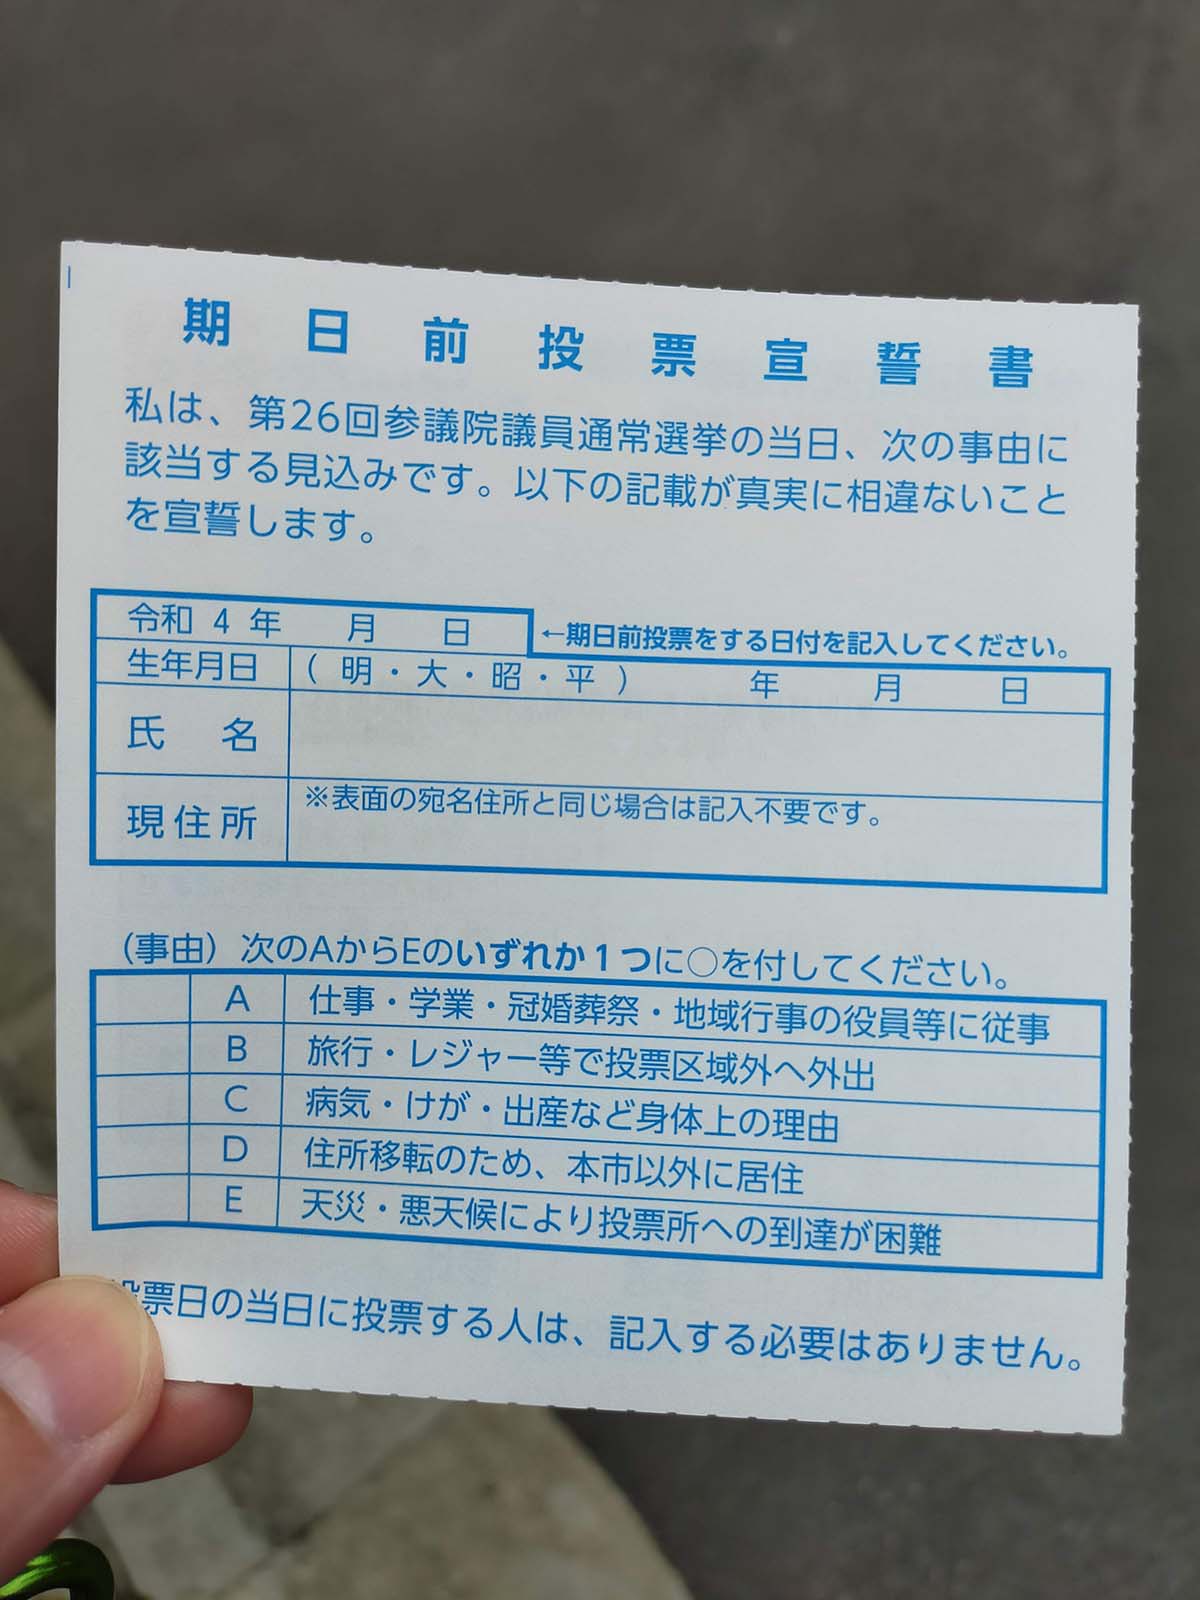 期日前投票宣誓書
私は、第26回参議院議員通常選挙の当日、次の事由に
該当する見込みです。以下の記載が真実に相違ないこと
を宣誓します。
令和 4 年 月 日 ←期日前投票をする日付を記入してください。
生年月日 (明・大・昭・平) 年 月 日
氏 名
※表面の宛名住所と同じ場合は記入不要です。
現住所
(事由)次のAからEのいずれか1つに○を付してください。
A 仕事・学業・冠婚葬祭・地域行事の役員等に従事
B 旅行・レジャー等で投票区域外へ外出
C 病気・けが・出産など身体上の理由
D 住所移転のため、本市以外に居住
E 天災・悪天候により投票所への到達が困難
投票日の当日に投票する人は、記入する必要はありません。